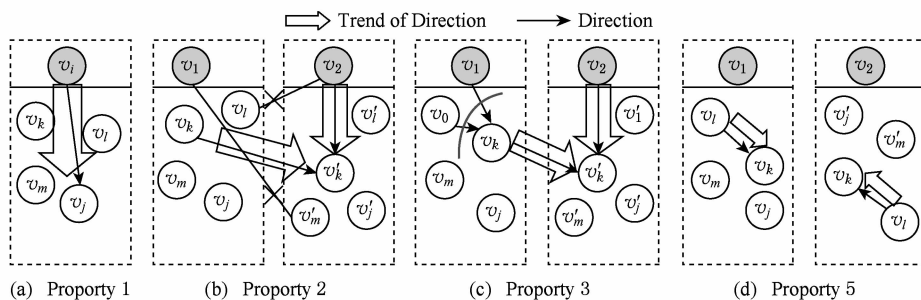 Trend of Direction Direction
v_i v_1 v_2 v_1 v_2 v_1 v_2
v_k v_l v_l v'_l v_0 v'_1 v_l v'_j
v_k v_k v'_m
v_m v_m v'_k v_m v'_k v_m v_k v_k
v_j v_j v'_m v'_j v_j v'_m v'_j v_j v_l
(a) Proporty 1 (b) Proporty 2 (c) Proporty 3 (d) Proporty 5